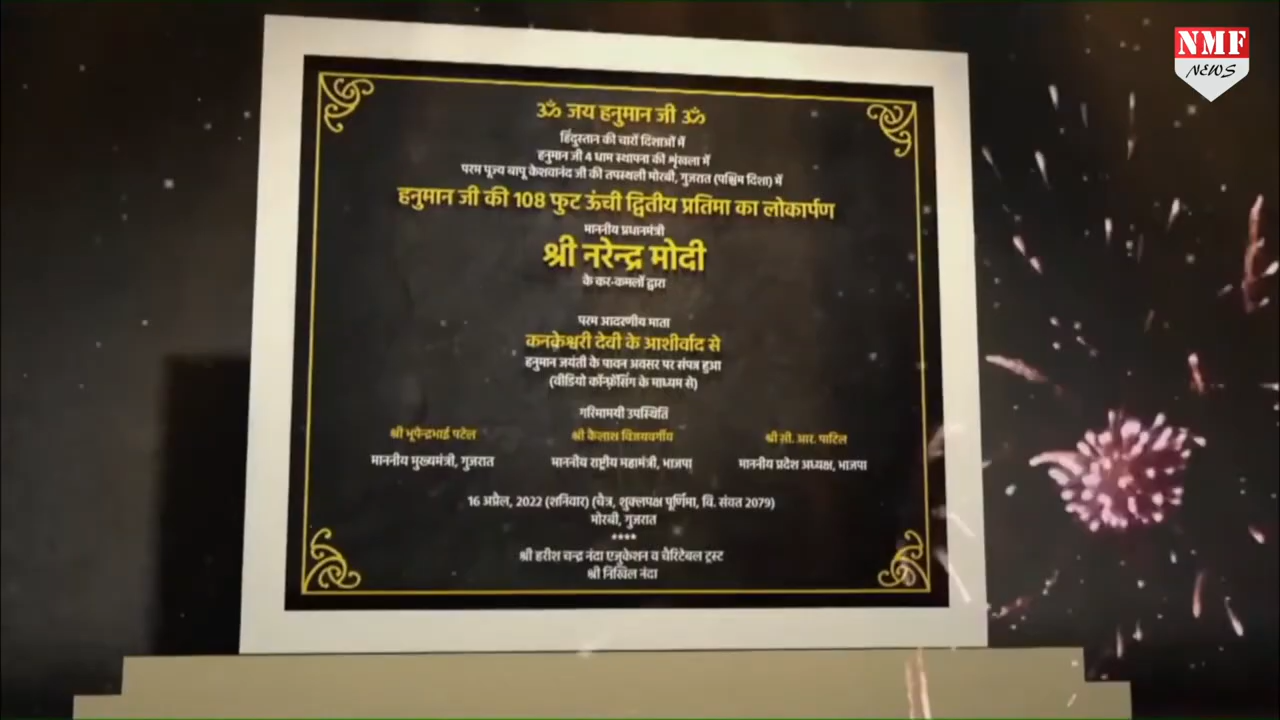 ॐ जय हनुमान जी ॐ
हिंदुस्तान की चारों दिशाओं में
हनुमान जी 4 धाम स्थापना की शृंखला में
परम पूज्य बापू केशवानंद जी की तपस्थली मोरबी, गुजरात (पश्चिम दिशा) में
हनुमान जी की 108 फुट ऊंची द्वितीय प्रतिमा का लोकार्पण
माननीय प्रधानमंत्री
श्री नरेन्द्र मोदी
के कर-कमलों द्वारा
परम आदरणीय माता
कनकेश्वरी देवी के आशीर्वाद से
हनुमान जयंती के पावन अवसर पर संपन्न हुआ
(वीडियो कॉन्फ्रेंसिंग के माध्यम से)
गरिमामयी उपस्थिति
श्री भूपेन्द्रभाई पटेल श्री कैलाश विजयवर्गीय श्री सी. आर. पाटिल
माननीय मुख्यमंत्री, गुजरात माननीय राष्ट्रीय महामंत्री, भाजपा माननीय प्रदेश अध्यक्ष, भाजपा
16 अप्रैल, 2022 (शनिवार) (चैत्र, शुक्लपक्ष पूर्णिमा, वि. संवत 2079)
मोरबी, गुजरात
****
श्री हरीश चन्द्र नंदा एजुकेशन व चैरिटेबल ट्रस्ट
श्री निखिल नंदा
NMF
NEWS